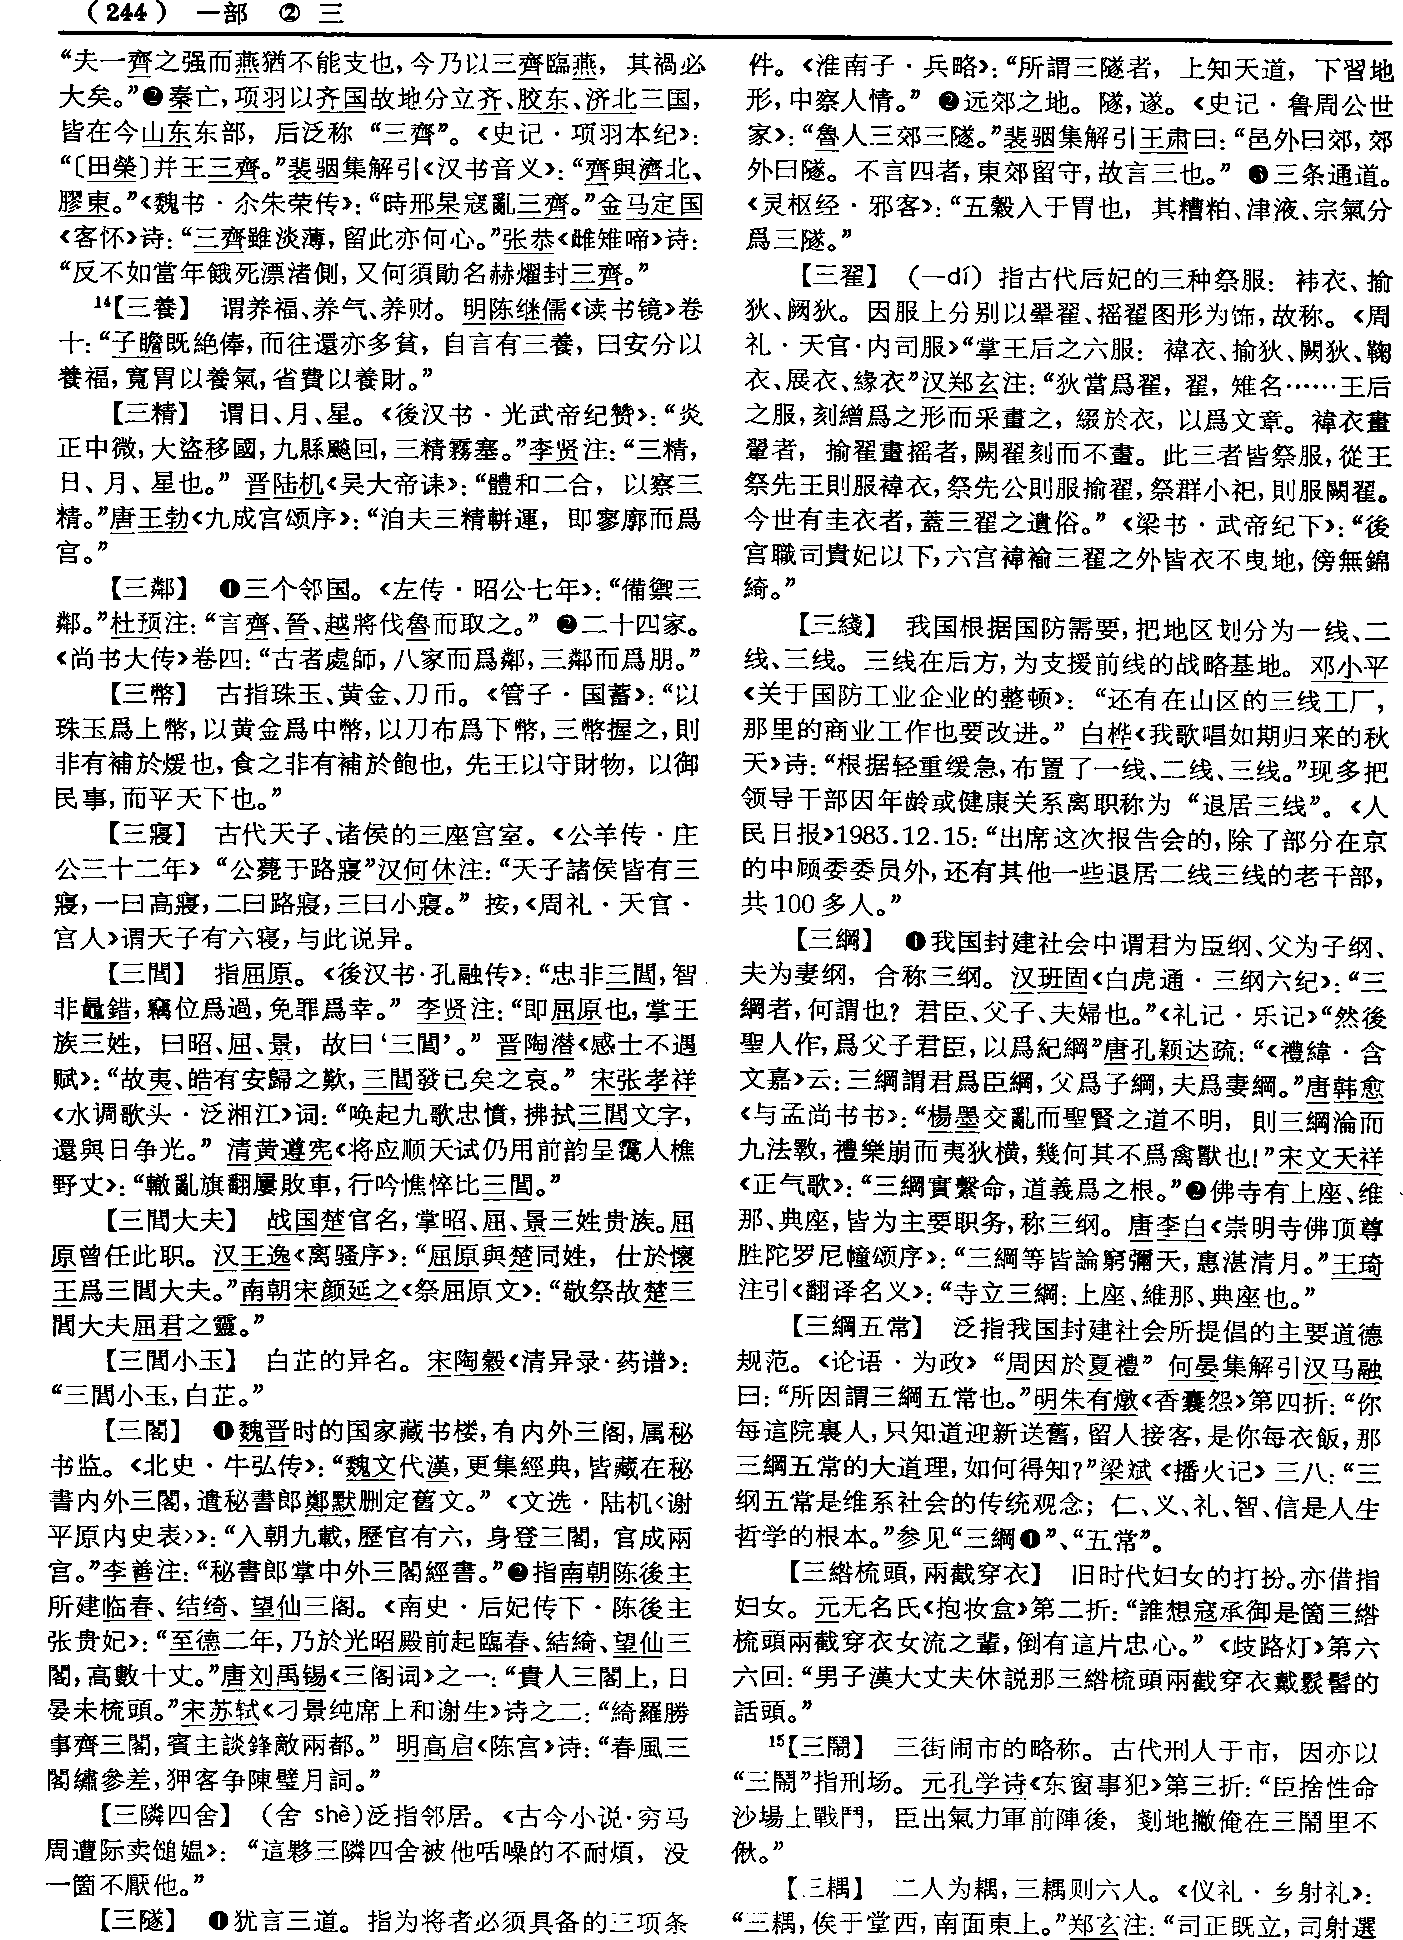 （244） 一部 ② 三
“夫一齊之强而燕猶不能支也，今乃以三齊臨燕，其禍必
大矣。”❷秦亡，项羽以齐国故地分立齐、胶东、济北三国，
皆在今山东东部，后泛称“三齊”。《史记·项羽本纪》：
“〔田榮〕并王三齊。”裴骃集解引《汉书音义》：“齊與濟北、
膠東。”《魏书·尒朱荣传》：“時邢杲寇亂三齊。”金马定国
《客怀》诗：“三齊雖淡薄，留此亦何心。”张恭《雌雉啼》诗：
“反不如當年餓死漂渚側，又何須勛名赫燿封三齊。”
14【三養】 谓养福、养气、养财。明陈继儒《读书镜》卷
十：“子瞻既絶俸，而往還亦多貧，自言有三養，曰安分以
養福，寬胃以養氣，省費以養財。”
【三精】 谓日、月、星。《後汉书·光武帝纪赞》：“炎
正中微，大盗移國，九縣飈回，三精霧塞。”李贤注：“三精，
日、月、星也。”晋陆机《吴大帝诔》：“體和二合，以察三
精。”唐王勃《九成宫颂序》：“洎夫三精輧運，即寥廓而爲
宫。”
【三鄰】 ❶三个邻国。《左传·昭公七年》：“備禦三
鄰。”杜预注：“言齊、晉、越將伐魯而取之。”❷二十四家。
《尚书大传》卷四：“古者處師，八家而爲鄰，三鄰而爲朋。”
【三幣】 古指珠玉、黄金、刀币。《管子·国蓄》：“以
珠玉爲上幣，以黄金爲中幣，以刀布爲下幣，三幣握之，則
非有補於煖也，食之非有補於飽也，先王以守財物，以御
民事，而平天下也。”
【三寢】 古代天子、诸侯的三座宫室。《公羊传·庄
公三十二年》“公薨于路寢”汉何休注：“天子諸侯皆有三
寢，一曰高寢，二曰路寢，三曰小寢。”按，《周礼·天官·
宫人》谓天子有六寝，与此说异。
【三閭】 指屈原。《後汉书·孔融传》：“忠非三閭，智
非鼂錯，竊位爲過，免罪爲幸。”李贤注：“即屈原也，掌王
族三姓，曰昭、屈、景，故曰‘三閭’。”晋陶潜《感士不遇
赋》：“故夷、皓有安歸之歎，三閭發已矣之哀。”宋张孝祥
《水调歌头·泛湘江》词：“唤起九歌忠憤，拂拭三閭文字，
還與日争光。”清黄遵宪《将应顺天试仍用前韵呈霭人樵
野丈》：“轍亂旗翻屢敗車，行吟憔悴比三閭。”
【三閭大夫】 战国楚官名，掌昭、屈、景三姓贵族。屈
原曾任此职。汉王逸《离骚序》：“屈原與楚同姓，仕於懷
王爲三閭大夫。”南朝宋颜延之《祭屈原文》：“敬祭故楚三
閭大夫屈君之靈。”
【三閭小玉】 白芷的异名。宋陶穀《清异录·药谱》：
“三閭小玉，白芷。”
【三閣】 ❶魏晋时的国家藏书楼，有内外三阁，属秘
书监。《北史·牛弘传》：“魏文代漢，更集經典，皆藏在秘
書内外三閣，遣秘書郎鄭默删定舊文。”《文选·陆机〈谢
平原内史表〉》：“入朝九載，歷官有六，身登三閣，官成兩
宫。”李善注：“秘書郎掌中外三閣經書。”❷指南朝陈後主
所建临春、结绮、望仙三阁。《南史·后妃传下·陈後主
张贵妃》：“至德二年，乃於光昭殿前起臨春、結綺、望仙三
閣，高數十丈。”唐刘禹锡《三阁词》之一：“貴人三閣上，日
晏未梳頭。”宋苏轼《刁景纯席上和谢生》诗之二：“綺羅勝
事齊三閣，賓主談鋒敵兩都。”明高启《陈宫》诗：“春風三
閣繡參差，狎客争陳璧月詞。”
【三隣四舍】 （舍 shè）泛指邻居。《古今小说·穷马
周遭际卖䭔媪》：“這夥三隣四舍被他咶噪的不耐煩，没
一箇不厭他。”
【三隧】 ❶犹言三道。指为将者必须具备的三项条
件。《淮南子·兵略》：“所謂三隧者，上知天道，下習地
形，中察人情。”❷远郊之地。隧，遂。《史记·鲁周公世
家》：“魯人三郊三隧。”裴骃集解引王肃曰：“邑外曰郊，郊
外曰隧。不言四者，東郊留守，故言三也。”❸三条通道。
《灵枢经·邪客》：“五穀入于胃也，其糟粕、津液、宗氣分
爲三隧。”
【三翟】 （—dí）指古代后妃的三种祭服：袆衣、揄
狄、阙狄。因服上分别以翬翟、摇翟图形为饰，故称。《周
礼·天官·内司服》“掌王后之六服：褘衣、揄狄、闕狄、鞠
衣、展衣、緣衣”汉郑玄注：“狄當爲翟，翟，雉名……王后
之服，刻繒爲之形而采畫之，綴於衣，以爲文章。褘衣畫
翬者，揄翟畫摇者，闕翟刻而不畫。此三者皆祭服，從王
祭先王則服褘衣，祭先公則服揄翟，祭群小祀，則服闕翟。
今世有圭衣者，蓋三翟之遺俗。”《梁书·武帝纪下》：“後
宫職司貴妃以下，六宫褘褕三翟之外皆衣不曳地，傍無錦
綺。”
【三綫】 我国根据国防需要，把地区划分为一线、二
线、三线。三线在后方，为支援前线的战略基地。邓小平
《关于国防工业企业的整顿》：“还有在山区的三线工厂，
那里的商业工作也要改进。”白桦《我歌唱如期归来的秋
天》诗：“根据轻重缓急，布置了一线、二线、三线。”现多把
领导干部因年龄或健康关系离职称为“退居三线”。《人
民日报》1983.12.15：“出席这次报告会的，除了部分在京
的中顾委委员外，还有其他一些退居二线三线的老干部，
共100多人。”
【三綱】 ❶我国封建社会中谓君为臣纲、父为子纲、
夫为妻纲，合称三纲。汉班固《白虎通·三纲六纪》：“三
綱者，何謂也？君臣、父子、夫婦也。”《礼记·乐记》“然後
聖人作，爲父子君臣，以爲紀綱”唐孔颖达疏：“《禮緯·含
文嘉》云：三綱謂君爲臣綱，父爲子綱，夫爲妻綱。”唐韩愈
《与孟尚书书》：“楊墨交亂而聖賢之道不明，則三綱淪而
九法斁，禮樂崩而夷狄横，幾何其不爲禽獸也！”宋文天祥
《正气歌》：“三綱實繫命，道義爲之根。”❷佛寺有上座、维
那、典座，皆为主要职务，称三纲。唐李白《崇明寺佛顶尊
胜陀罗尼幢颂序》：“三綱等皆論窮彌天，惠湛清月。”王琦
注引《翻译名义》：“寺立三綱：上座、維那、典座也。”
【三綱五常】 泛指我国封建社会所提倡的主要道德
规范。《论语·为政》“周因於夏禮”何晏集解引汉马融
曰：“所因謂三綱五常也。”明朱有燉《香囊怨》第四折：“你
每這院裏人，只知道迎新送舊，留人接客，是你每衣飯，那
三綱五常的大道理，如何得知？”梁斌《播火记》三八：“三
纲五常是维系社会的传统观念；仁、义、礼、智、信是人生
哲学的根本。”参见“三綱❶”、“五常”。
【三綹梳頭，兩截穿衣】 旧时代妇女的打扮。亦借指
妇女。元无名氏《抱妆盒》第二折：“誰想寇承御是箇三綹
梳頭兩截穿衣女流之輩，倒有這片忠心。”《歧路灯》第六
六回：“男子漢大丈夫休説那三綹梳頭兩截穿衣戴鬏髻的
話頭。”
15【三鬧】 三街闹市的略称。古代刑人于市，因亦以
“三鬧”指刑场。元孔学诗《东窗事犯》第三折：“臣捨性命
沙場上戰鬥，臣出氣力軍前陣後，剗地撇俺在三鬧里不
偢。”
【三耦】 二人为耦，三耦则六人。《仪礼·乡射礼》：
“三耦，俟于堂西，南面東上。”郑玄注：“司正既立，司射選